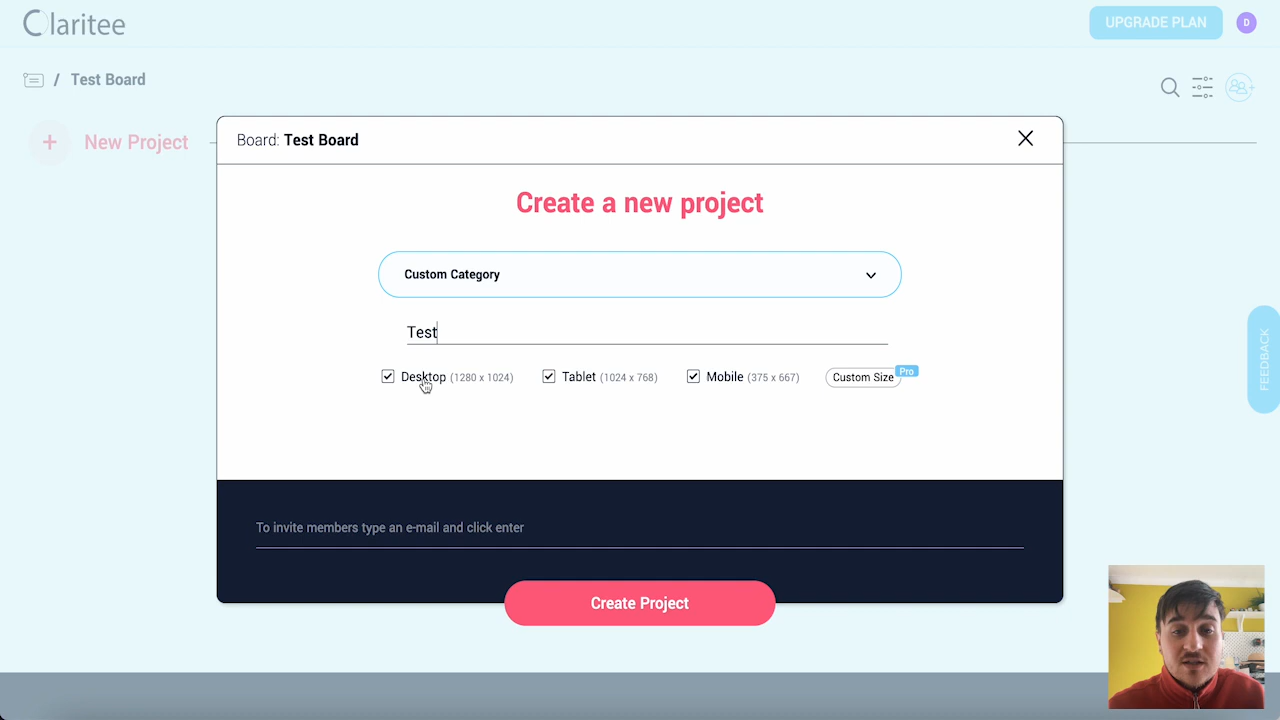 Claritee
UPGRADE PLAN
D
/ Test Board
+ New Project
Board: Test Board
Create a new project
Custom Category
Test
Desktop (1280 x 1024)
Tablet (1024 x 768)
Mobile (375 x 667)
Custom Size
Pro
FEEDBACK
To invite members type an e-mail and click enter
Create Project